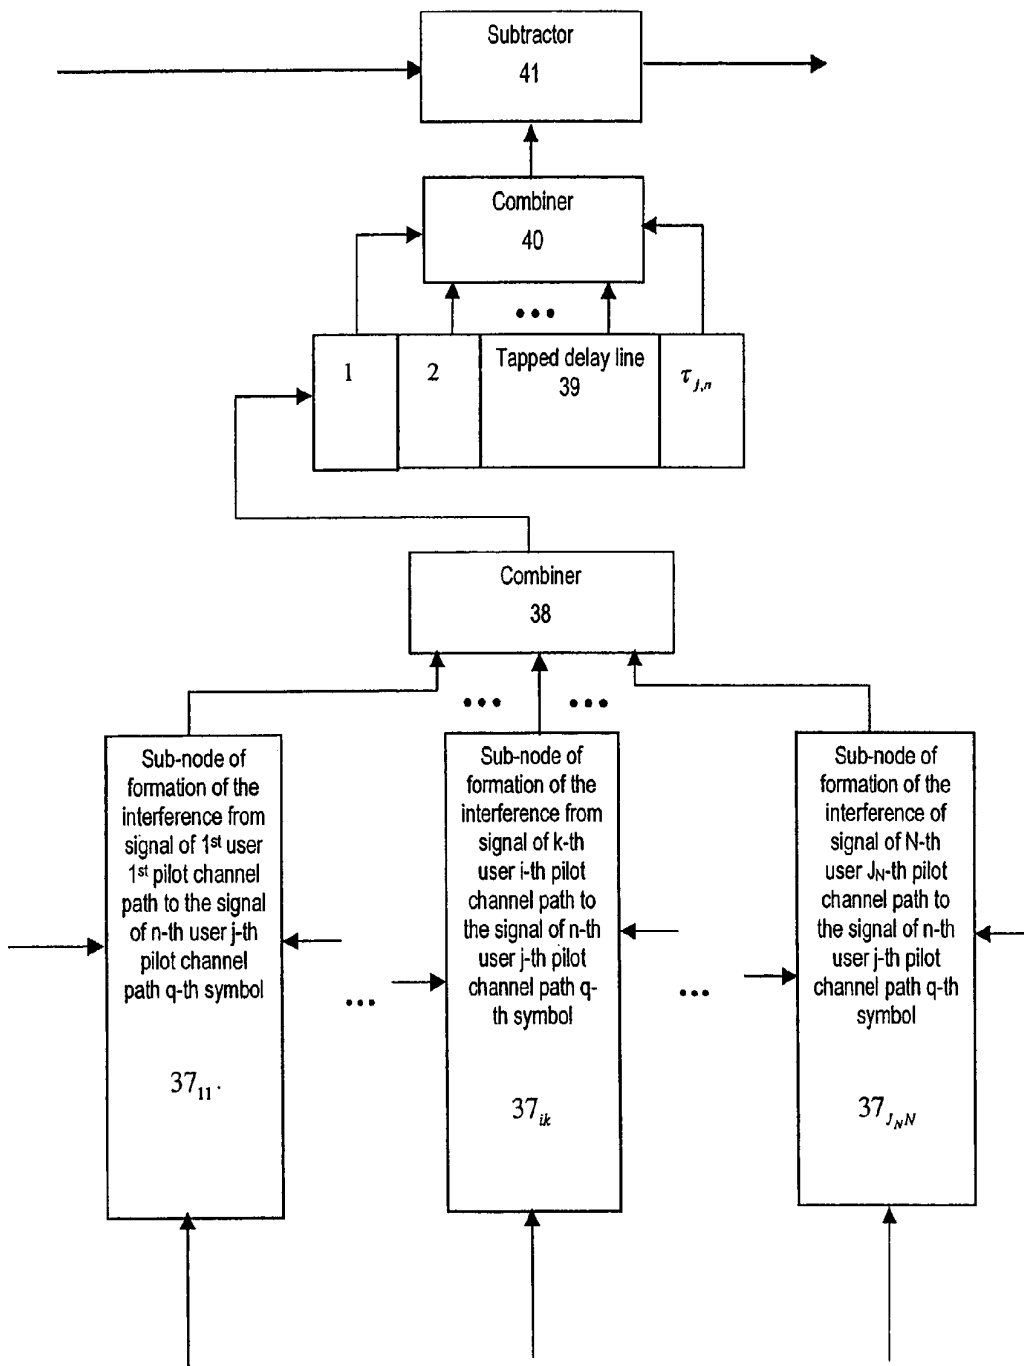 Subtractor
41
Combiner
40
•••
1
2
Tapped delay line
39
τj,n
Combiner
38
••• •••
Sub-node of
formation of the
interference from
signal of 1st user
1st pilot channel
path to the signal
of n-th user j-th
pilot channel
path q-th symbol
37₁₁.
•••
Sub-node of
formation of the
interference from
signal of k-th
user i-th pilot
channel path to
the signal of n-th
user j-th pilot
channel path q-
th symbol
37ik
•••
Sub-node of
formation of the
interference of
signal of N-th
user JN-th pilot
channel path to
the signal of n-th
user j-th pilot
channel path q-th
symbol
37JNN